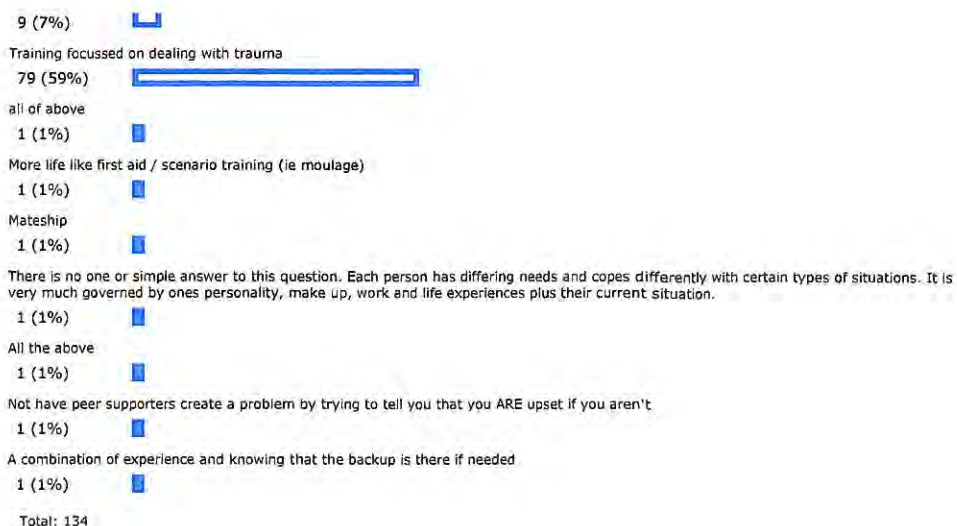 9 (7%)
Training focussed on dealing with trauma
79 (59%)
all of above
1 (1%)
More life like first aid / scenario training (ie moulage)
1 (1%)
Mateship
1 (1%)
There is no one or simple answer to this question. Each person has differing needs and copes differently with certain types of situations. It is
very much governed by ones personality, make up, work and life experiences plus their current situation.
1 (1%)
All the above
1 (1%)
Not have peer supporters create a problem by trying to tell you that you ARE upset if you aren't
1 (1%)
A combination of experience and knowing that the backup is there if needed
1 (1%)
Total: 134